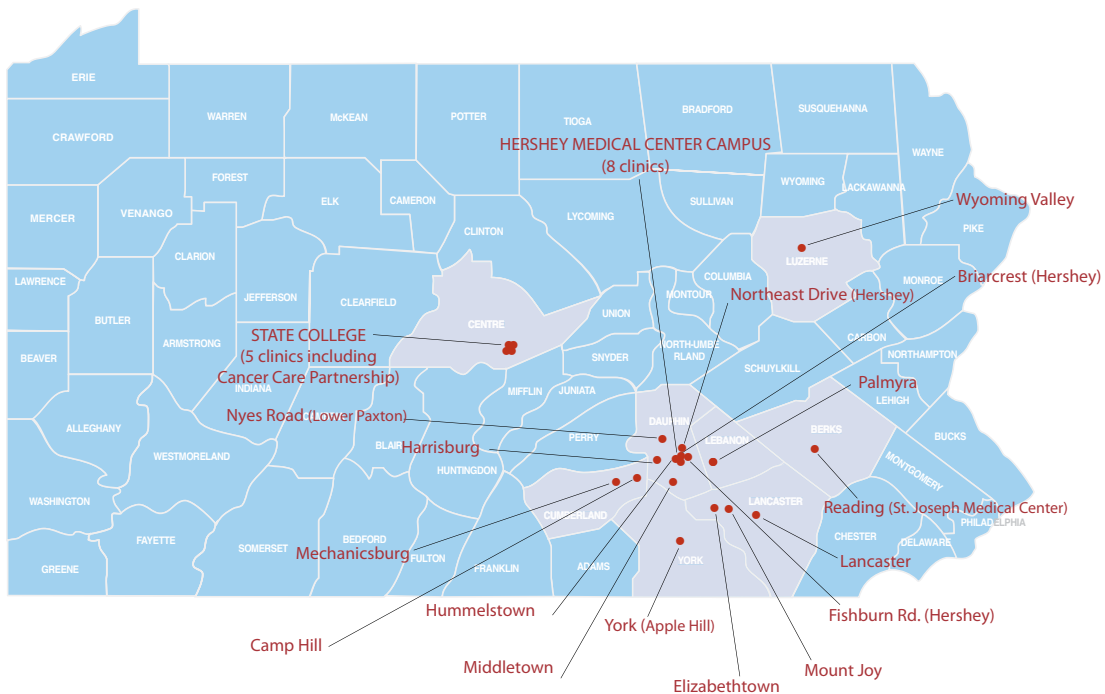 ERIE
CRAWFORD
WARREN
McKEAN
POTTER
TIOGA
BRADFORD
SUSQUEHANNA
WAYNE
HERSHEY MEDICAL CENTER CAMPUS
(8 clinics)
FOREST
ELK
CAMERON
WYOMING
LACKAWANNA
MERCER
VENANGO
SULLIVAN
Wyoming Valley
LYCOMING
CLINTON
PIKE
CLARION
LUZERNE
LAWRENCE
JEFFERSON
CLEARFIELD
COLUMBIA
MONROE
Briarcrest (Hershey)
MONTOUR
Northeast Drive (Hershey)
BUTLER
CENTRE
UNION
STATE COLLEGE
(5 clinics including
Cancer Care Partnership)
ARMSTRONG
NORTH-UMBE
RLAND
CARBON
BEAVER
SNYDER
NORTHAMPTON
SCHUYLKILL
INDIANA
MIFFLIN
JUNIATA
Palmyra
LEHIGH
Nyes Road (Lower Paxton)
DAUPHIN
ALLEGHANY
BERKS
BUCKS
PERRY
LEBANON
BLAIR
Harrisburg
WESTMORELAND
HUNTINGDON
MONTGOMERY
WASHINGTON
LANCASTER
Reading (St. Joseph Medical Center)
CUMBERLAND
PHILADELPHIA
FAYETTE
SOMERSET
BEDFORD
CHESTER
DELAWARE
Mechanicsburg
FULTON
YORK
Lancaster
GREENE
FRANKLIN
ADAMS
Hummelstown
York (Apple Hill)
Fishburn Rd. (Hershey)
Camp Hill
Middletown
Mount Joy
Elizabethtown